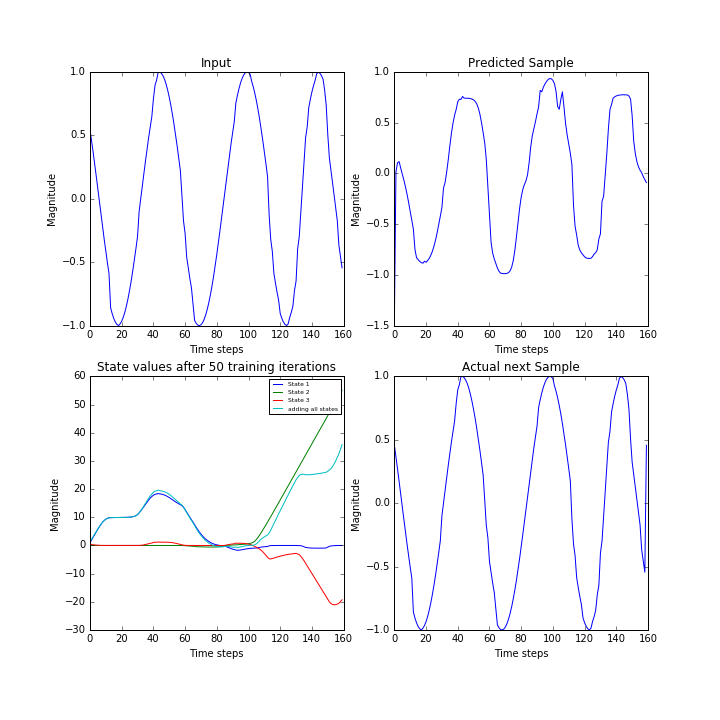 Input
Magnitude
1.0
0.5
0.0
−0.5
−1.0
0 20 40 60 80 100 120 140 160
Time steps
Predicted Sample
Magnitude
1.0
0.5
0.0
−0.5
−1.0
−1.5
0 20 40 60 80 100 120 140 160
Time steps
State values after 50 training iterations
Magnitude
60
50
40
30
20
10
0
−10
−20
−30
0 20 40 60 80 100 120 140 160
Time steps
State 1
State 2
State 3
adding all states
Actual next Sample
Magnitude
1.0
0.5
0.0
−0.5
−1.0
0 20 40 60 80 100 120 140 160
Time steps